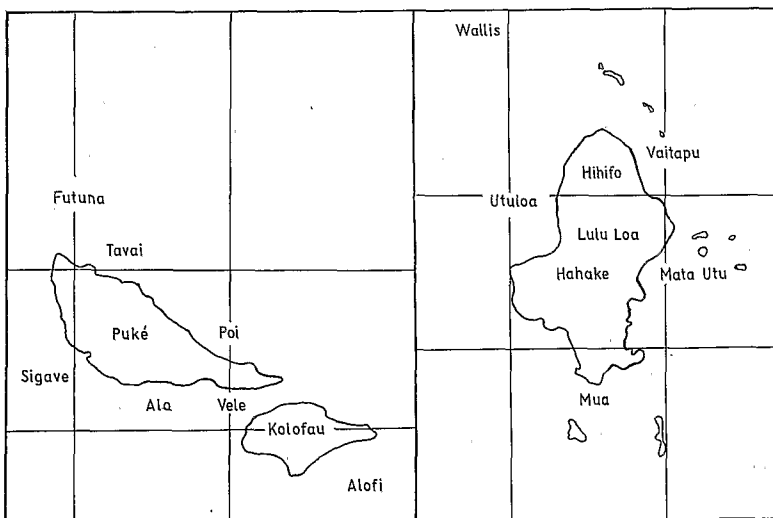 Wallis
Vaitapu
Hihifo
Utuloa
Lulu Loa
Hahake
Mata Utu
Mua
Futuna
Tavai
Puké
Poi
Sigave
Ala
Vele
Kolofau
Alofi